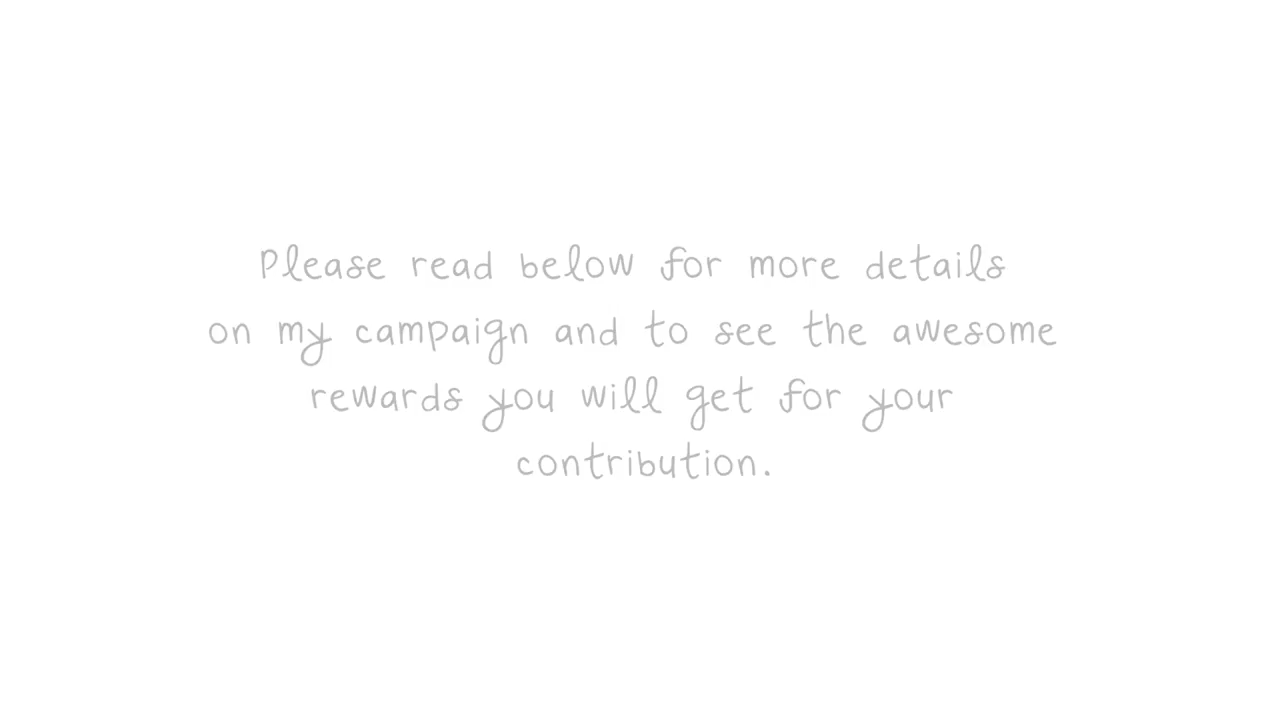 Please read below for more details
on my campaign and to see the awesome
rewards you will get for your
contribution.